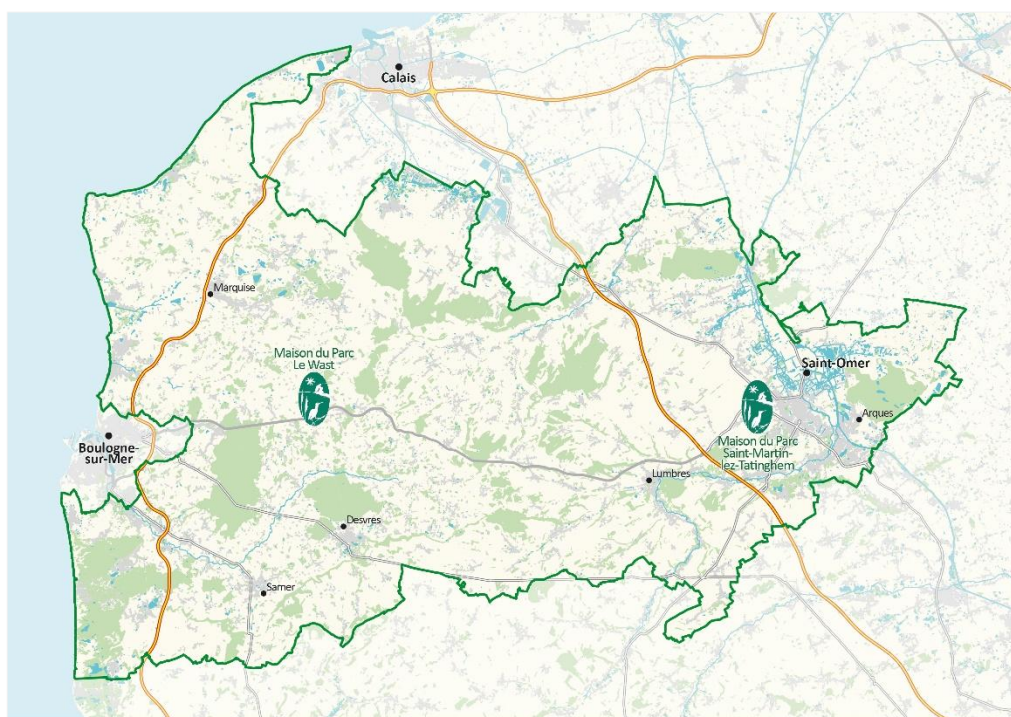 Calais
Marquise
Maison du Parc
Le Wast
Saint-Omer
Arques
Boulogne-
sur-Mer
Maison du Parc
Saint-Martin-
lez-Tatinghem
Lumbres
Desvres
Samer